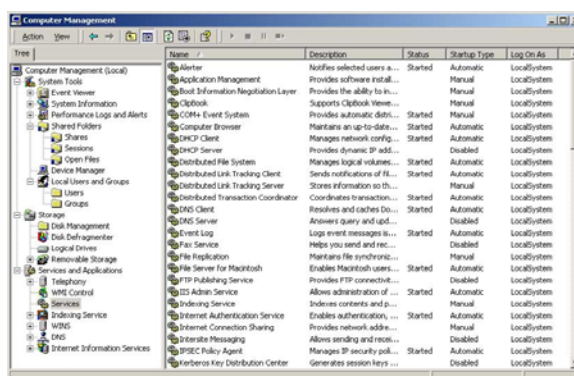 Computer Management
Action View
Tree
Computer Management (Local)
System Tools
Event Viewer
System Information
Performance Logs and Alerts
Shared Folders
Shares
Sessions
Open Files
Device Manager
Local Users and Groups
Users
Groups
Storage
Disk Management
Disk Defragmenter
Logical Drives
Removable Storage
Services and Applications
Telephony
WMI Control
Services
Indexing Service
WINS
DNS
Internet Information Services
Name Description Status Startup Type Log On As
Alerter Notifies selected users a... Started Automatic LocalSystem
Application Management Provides software install... Manual LocalSystem
Boot Information Negotiation Layer Provides the ability to in... Manual LocalSystem
ClipBook Supports ClipBook Viewe... Manual LocalSystem
COM+ Event System Provides automatic distri... Started Manual LocalSystem
Computer Browser Maintains an up-to-date... Started Automatic LocalSystem
DHCP Client Manages network config... Started Automatic LocalSystem
DHCP Server Provides dynamic IP add... Disabled LocalSystem
Distributed File System Manages logical volumes... Started Automatic LocalSystem
Distributed Link Tracking Client Sends notifications of fil... Started Automatic LocalSystem
Distributed Link Tracking Server Stores information so th... Manual LocalSystem
Distributed Transaction Coordinator Coordinates transaction... Started Automatic LocalSystem
DNS Client Resolves and caches Do... Started Automatic LocalSystem
DNS Server Answers query and upd... Disabled LocalSystem
Event Log Logs event messages is... Started Automatic LocalSystem
Fax Service Helps you send and rec... Disabled LocalSystem
File Replication Maintains file synchroniz... Manual LocalSystem
File Server for Macintosh Enables Macintosh users... Started Automatic LocalSystem
FTP Publishing Service Provides FTP connectivit... Disabled LocalSystem
IIS Admin Service Allows administration of ... Started Automatic LocalSystem
Indexing Service Indexes contents and p... Manual LocalSystem
Internet Authentication Service Enables authentication, ... Started Automatic LocalSystem
Internet Connection Sharing Provides network addre... Manual LocalSystem
Intersite Messaging Allows sending and recei... Disabled LocalSystem
IPSEC Policy Agent Manages IP security poli... Started Automatic LocalSystem
Kerberos Key Distribution Center Generates session keys ... Disabled LocalSystem